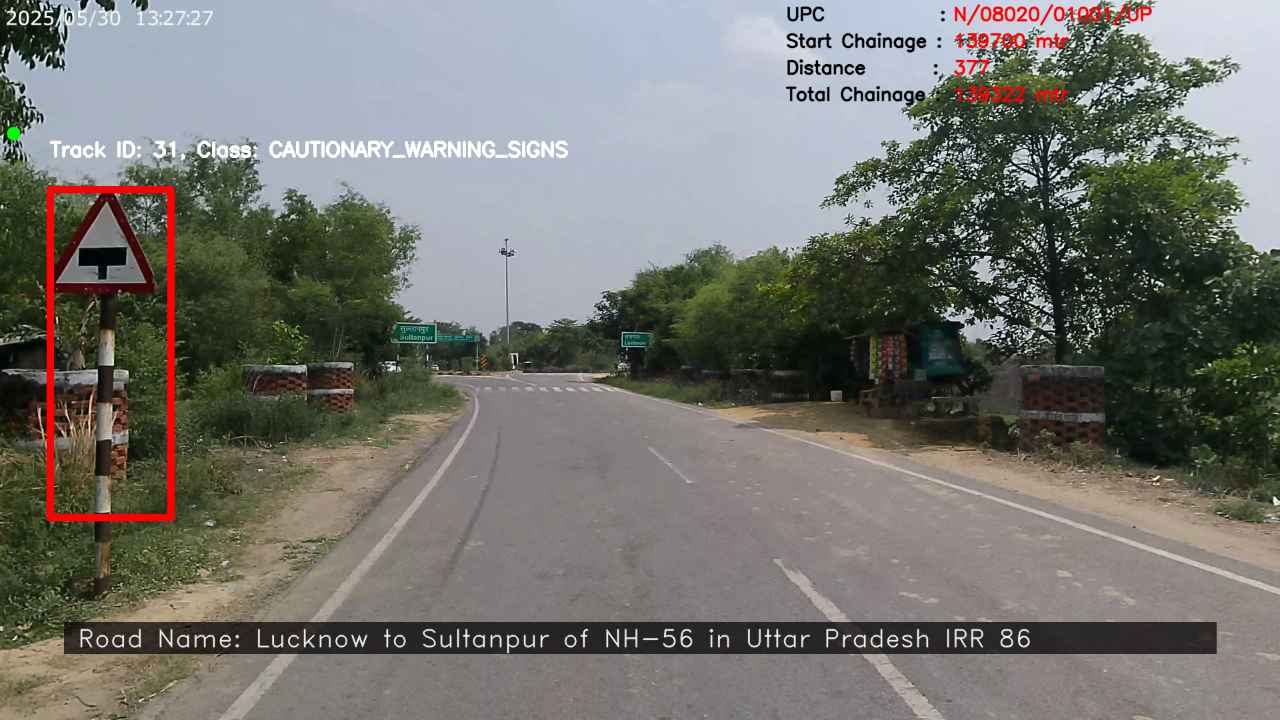 2025/05/30 13:27:27
UPC : N/08020/01001/UP
Start Chainage : 139700 mtr
Distance : 377
Total Chainage : 139322 mtr
Track ID: 31, Class: CAUTIONARY_WARNING_SIGNS
सुल्तानपुर
Sultanpur
Road Name: Lucknow to Sultanpur of NH-56 in Uttar Pradesh IRR 86